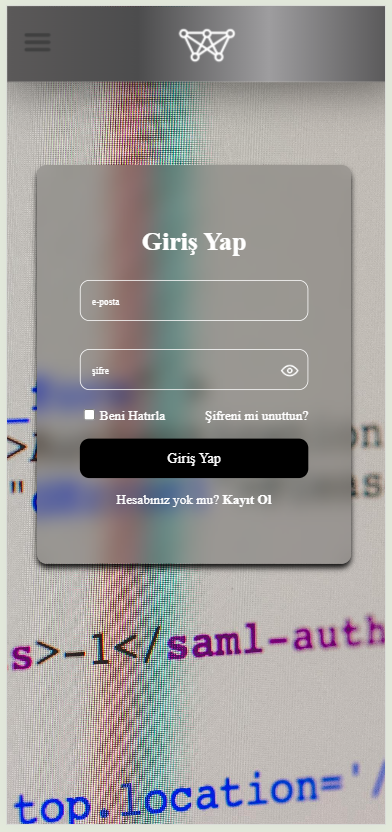 Giriş Yap
e-posta
şifre
Beni Hatırla
Şifreni mi unuttun?
Giriş Yap
Hesabınız yok mu? Kayıt Ol
s>-1</saml-auth
top.location='/